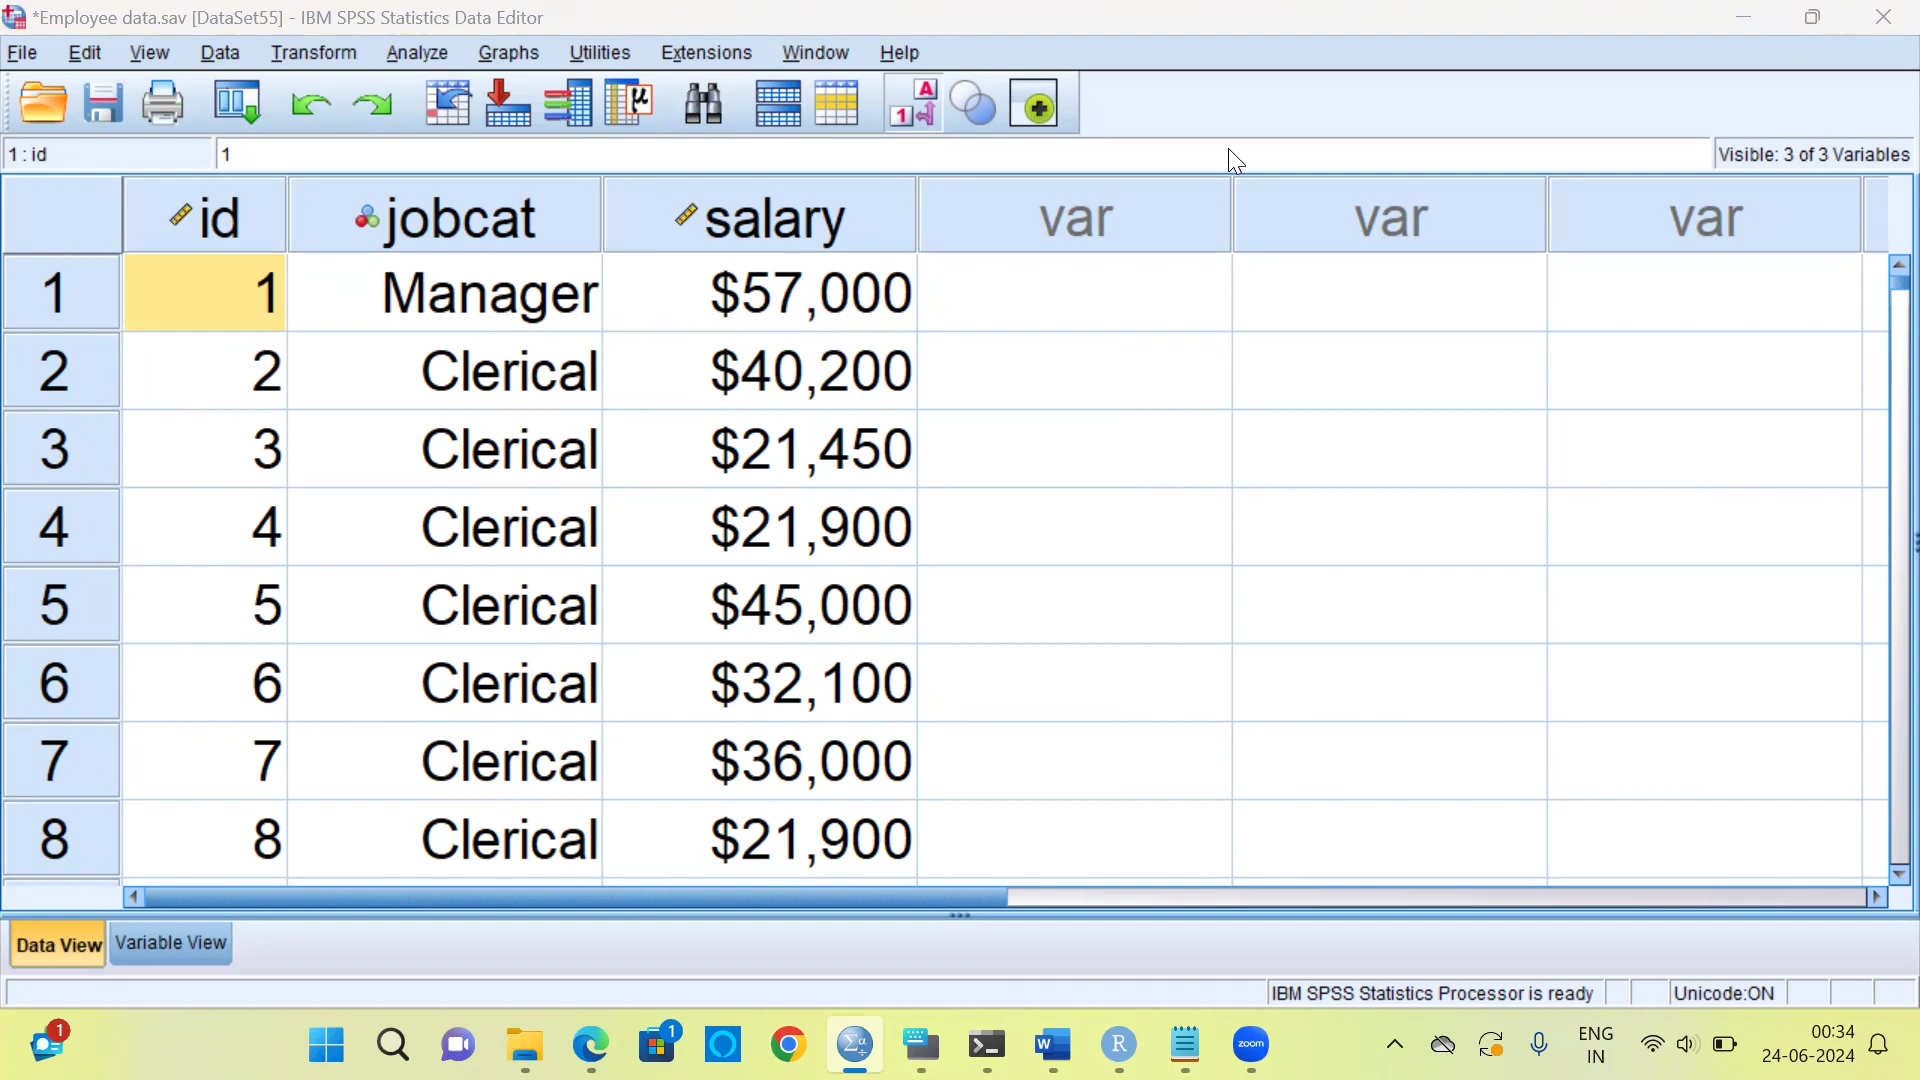 *Employee data.sav [DataSet55] - IBM SPSS Statistics Data Editor
File Edit View Data Transform Analyze Graphs Utilities Extensions Window Help
1 : id 1 Visible: 3 of 3 Variables
id jobcat salary var var var
1 1 Manager $57,000
2 2 Clerical $40,200
3 3 Clerical $21,450
4 4 Clerical $21,900
5 5 Clerical $45,000
6 6 Clerical $32,100
7 7 Clerical $36,000
8 8 Clerical $21,900
Data View Variable View
IBM SPSS Statistics Processor is ready Unicode:ON
1 1 zoom ENG IN 00:34
24-06-2024